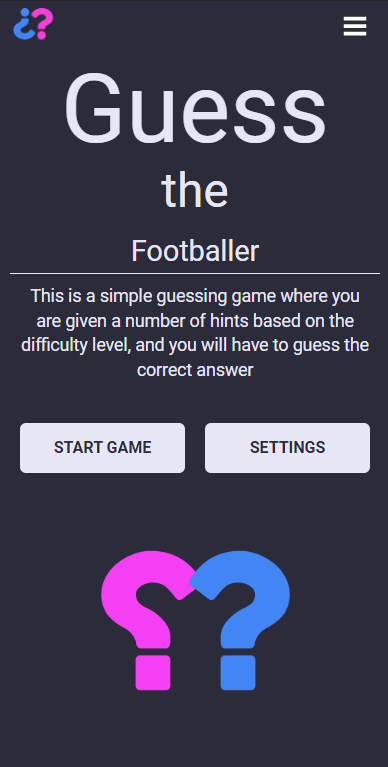 Guess
the
Footballer
This is a simple guessing game where you
are given a number of hints based on the
difficulty level, and you will have to guess the
correct answer
START GAME SETTINGS